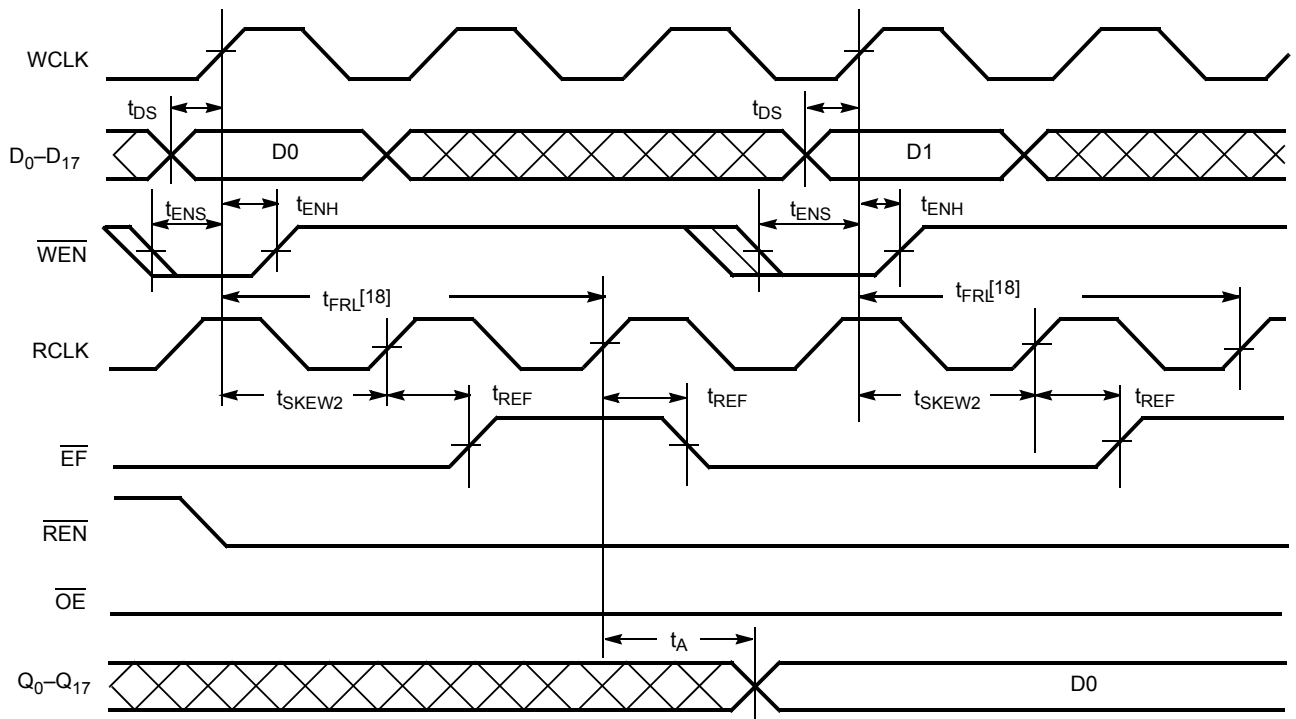 WCLK
tDS tDS
D0–D17 D0 D1
tENS tENH tENS tENH
WEN
tFRL[18] tFRL[18]
RCLK
tSKEW2 tREF tREF tSKEW2 tREF
EF
REN
OE
tA
Q0–Q17 D0